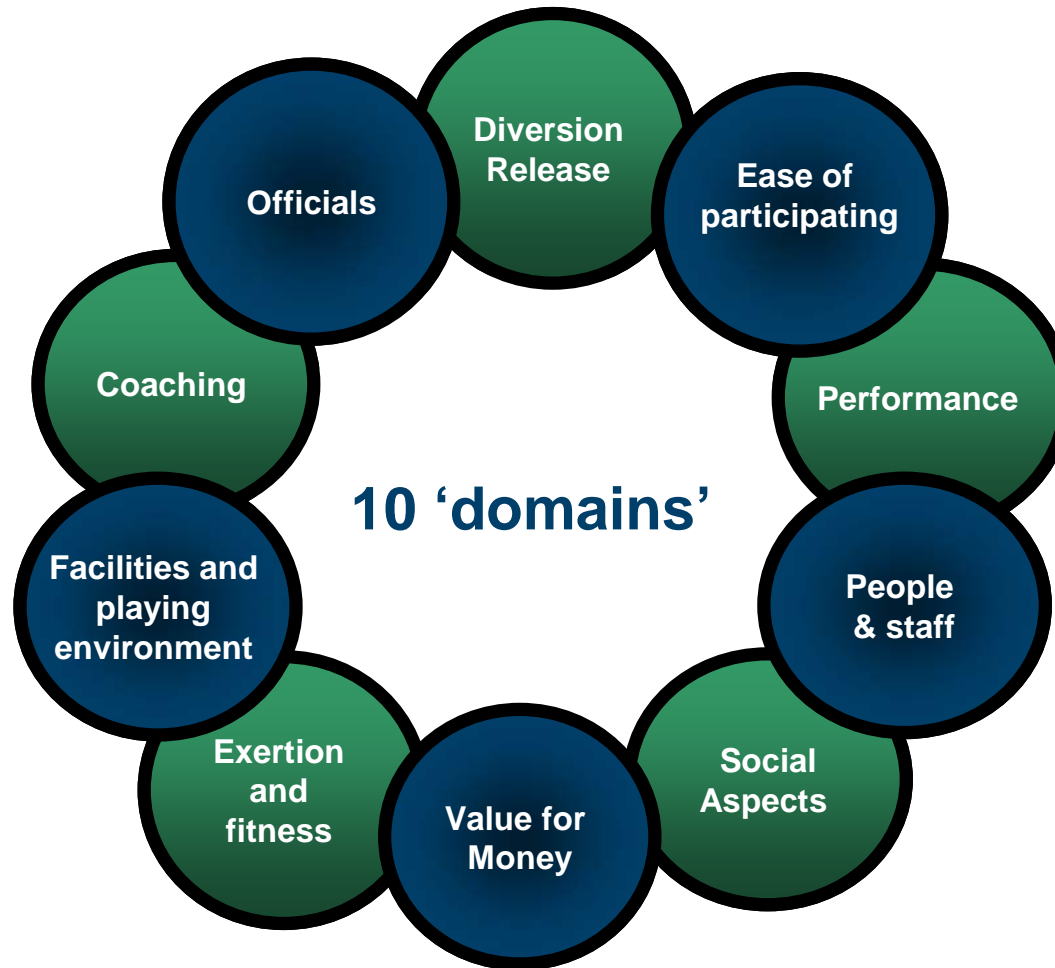 Diversion
Release
Ease of
participating
Performance
People
& staff
Social
Aspects
Value for
Money
Exertion
and
fitness
Facilities and
playing
environment
Coaching
Officials
10 ‘domains’